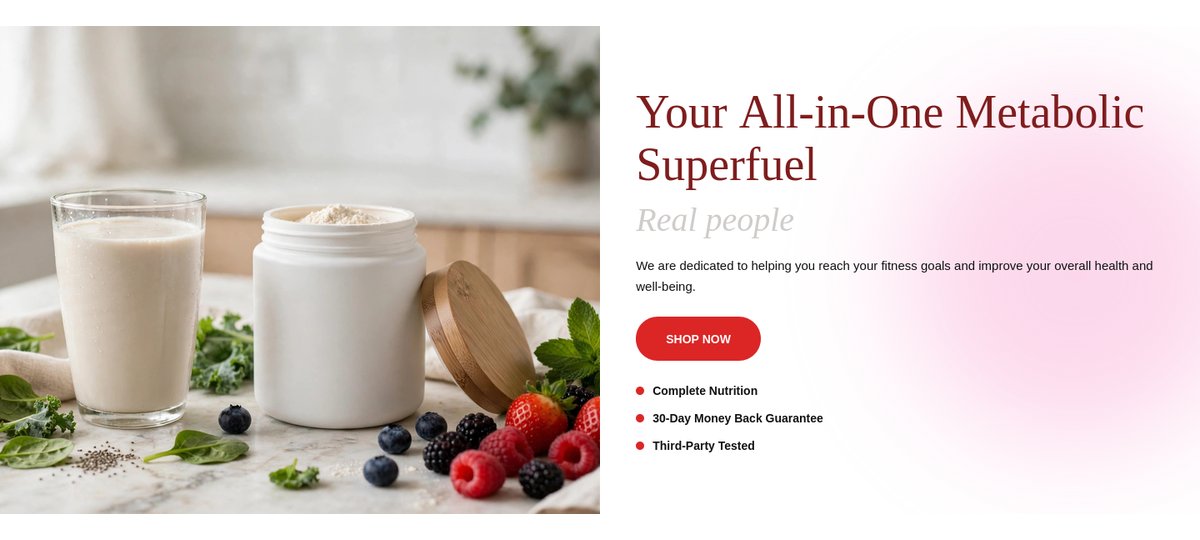 Your All-in-One Metabolic
Superfuel
Real people
We are dedicated to helping you reach your fitness goals and improve your overall health and
well-being.
SHOP NOW
Complete Nutrition
30-Day Money Back Guarantee
Third-Party Tested